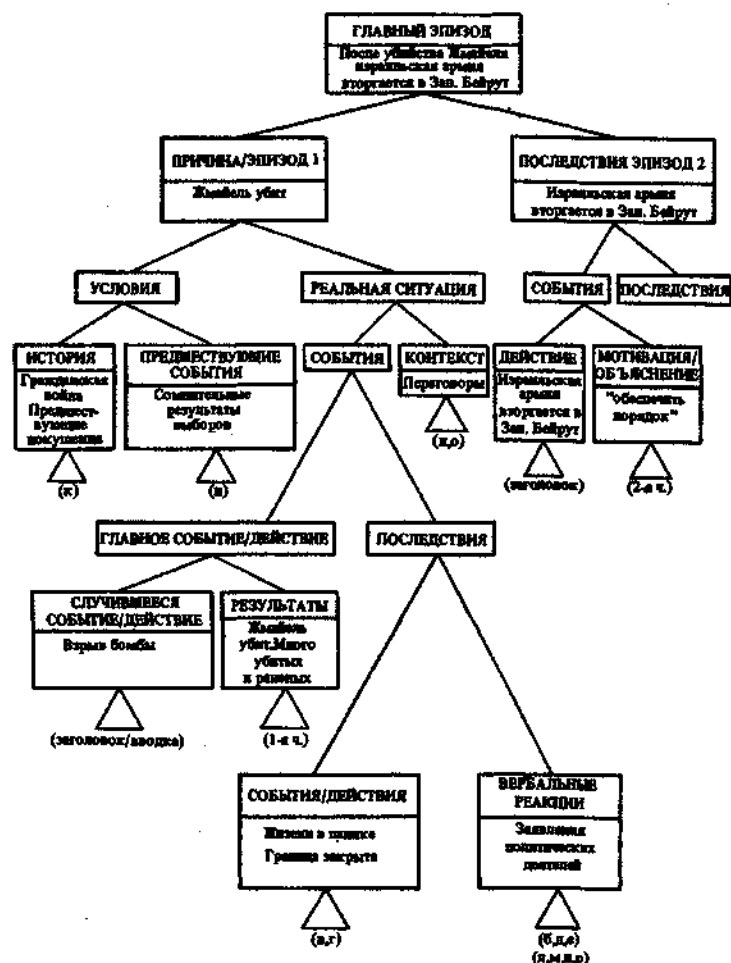 ГЛАВНЫЙ ЭПИЗОД
После убийства Жмайеля
израильская армия
вторгается в Зап. Бейрут
ПРИЧИНА/ЭПИЗОД 1
Жмайель убит
ПОСЛЕДСТВИЯ ЭПИЗОД 2
Израильская армия
вторгается в Зап. Бейрут
УСЛОВИЯ
РЕАЛЬНАЯ СИТУАЦИЯ
СОБЫТИЯ
ПОСЛЕДСТВИЯ
ИСТОРИЯ
Гражданская
война
Предшест-
вующие
покушения
(к)
ПРЕДШЕСТВУЮЩИЕ
СОБЫТИЯ
Сомнительные
результаты
выборов
(н)
СОБЫТИЯ
КОНТЕКСТ
Переговоры
ДЕЙСТВИЕ
Израильская
армия
вторгается в
Зап. Бейрут
(заголовок)
МОТИВАЦИЯ/
ОБЪЯСНЕНИЕ
"обеспечить
порядок"
(2-я ч.)
ГЛАВНОЕ СОБЫТИЕ/ДЕЙСТВИЕ
ПОСЛЕДСТВИЯ
СЛУЧИВШЕЕСЯ
СОБЫТИЕ/ДЕЙСТВИЕ
Взрыв бомбы
(заголовок/вводка)
РЕЗУЛЬТАТЫ
Жмайель
убит.Много
убитых
и раненых
(1-я ч.)
СОБЫТИЯ/ДЕЙСТВИЯ
в панике
Граница закрыта
(в,г)
ВЕРБАЛЬНЫЕ
РЕАКЦИИ
Заявления
политических
деятелей
(б,д,е)